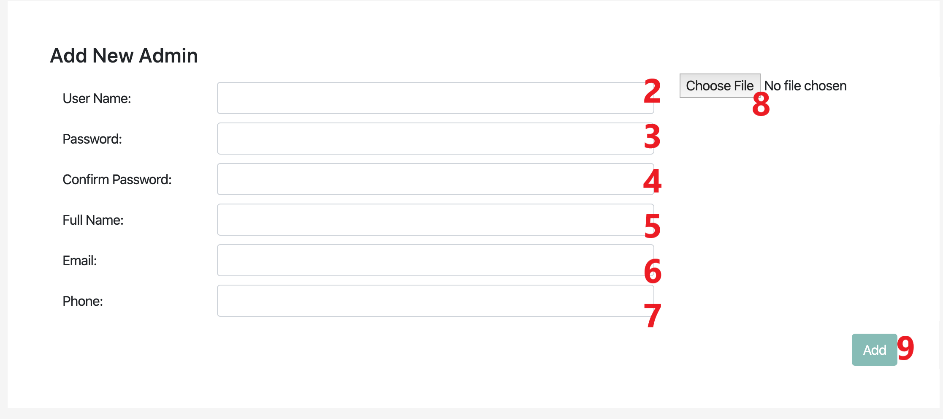 Add New Admin
User Name: 2 Choose File No file chosen 8
Password: 3
Confirm Password: 4
Full Name: 5
Email: 6
Phone: 7
Add 9